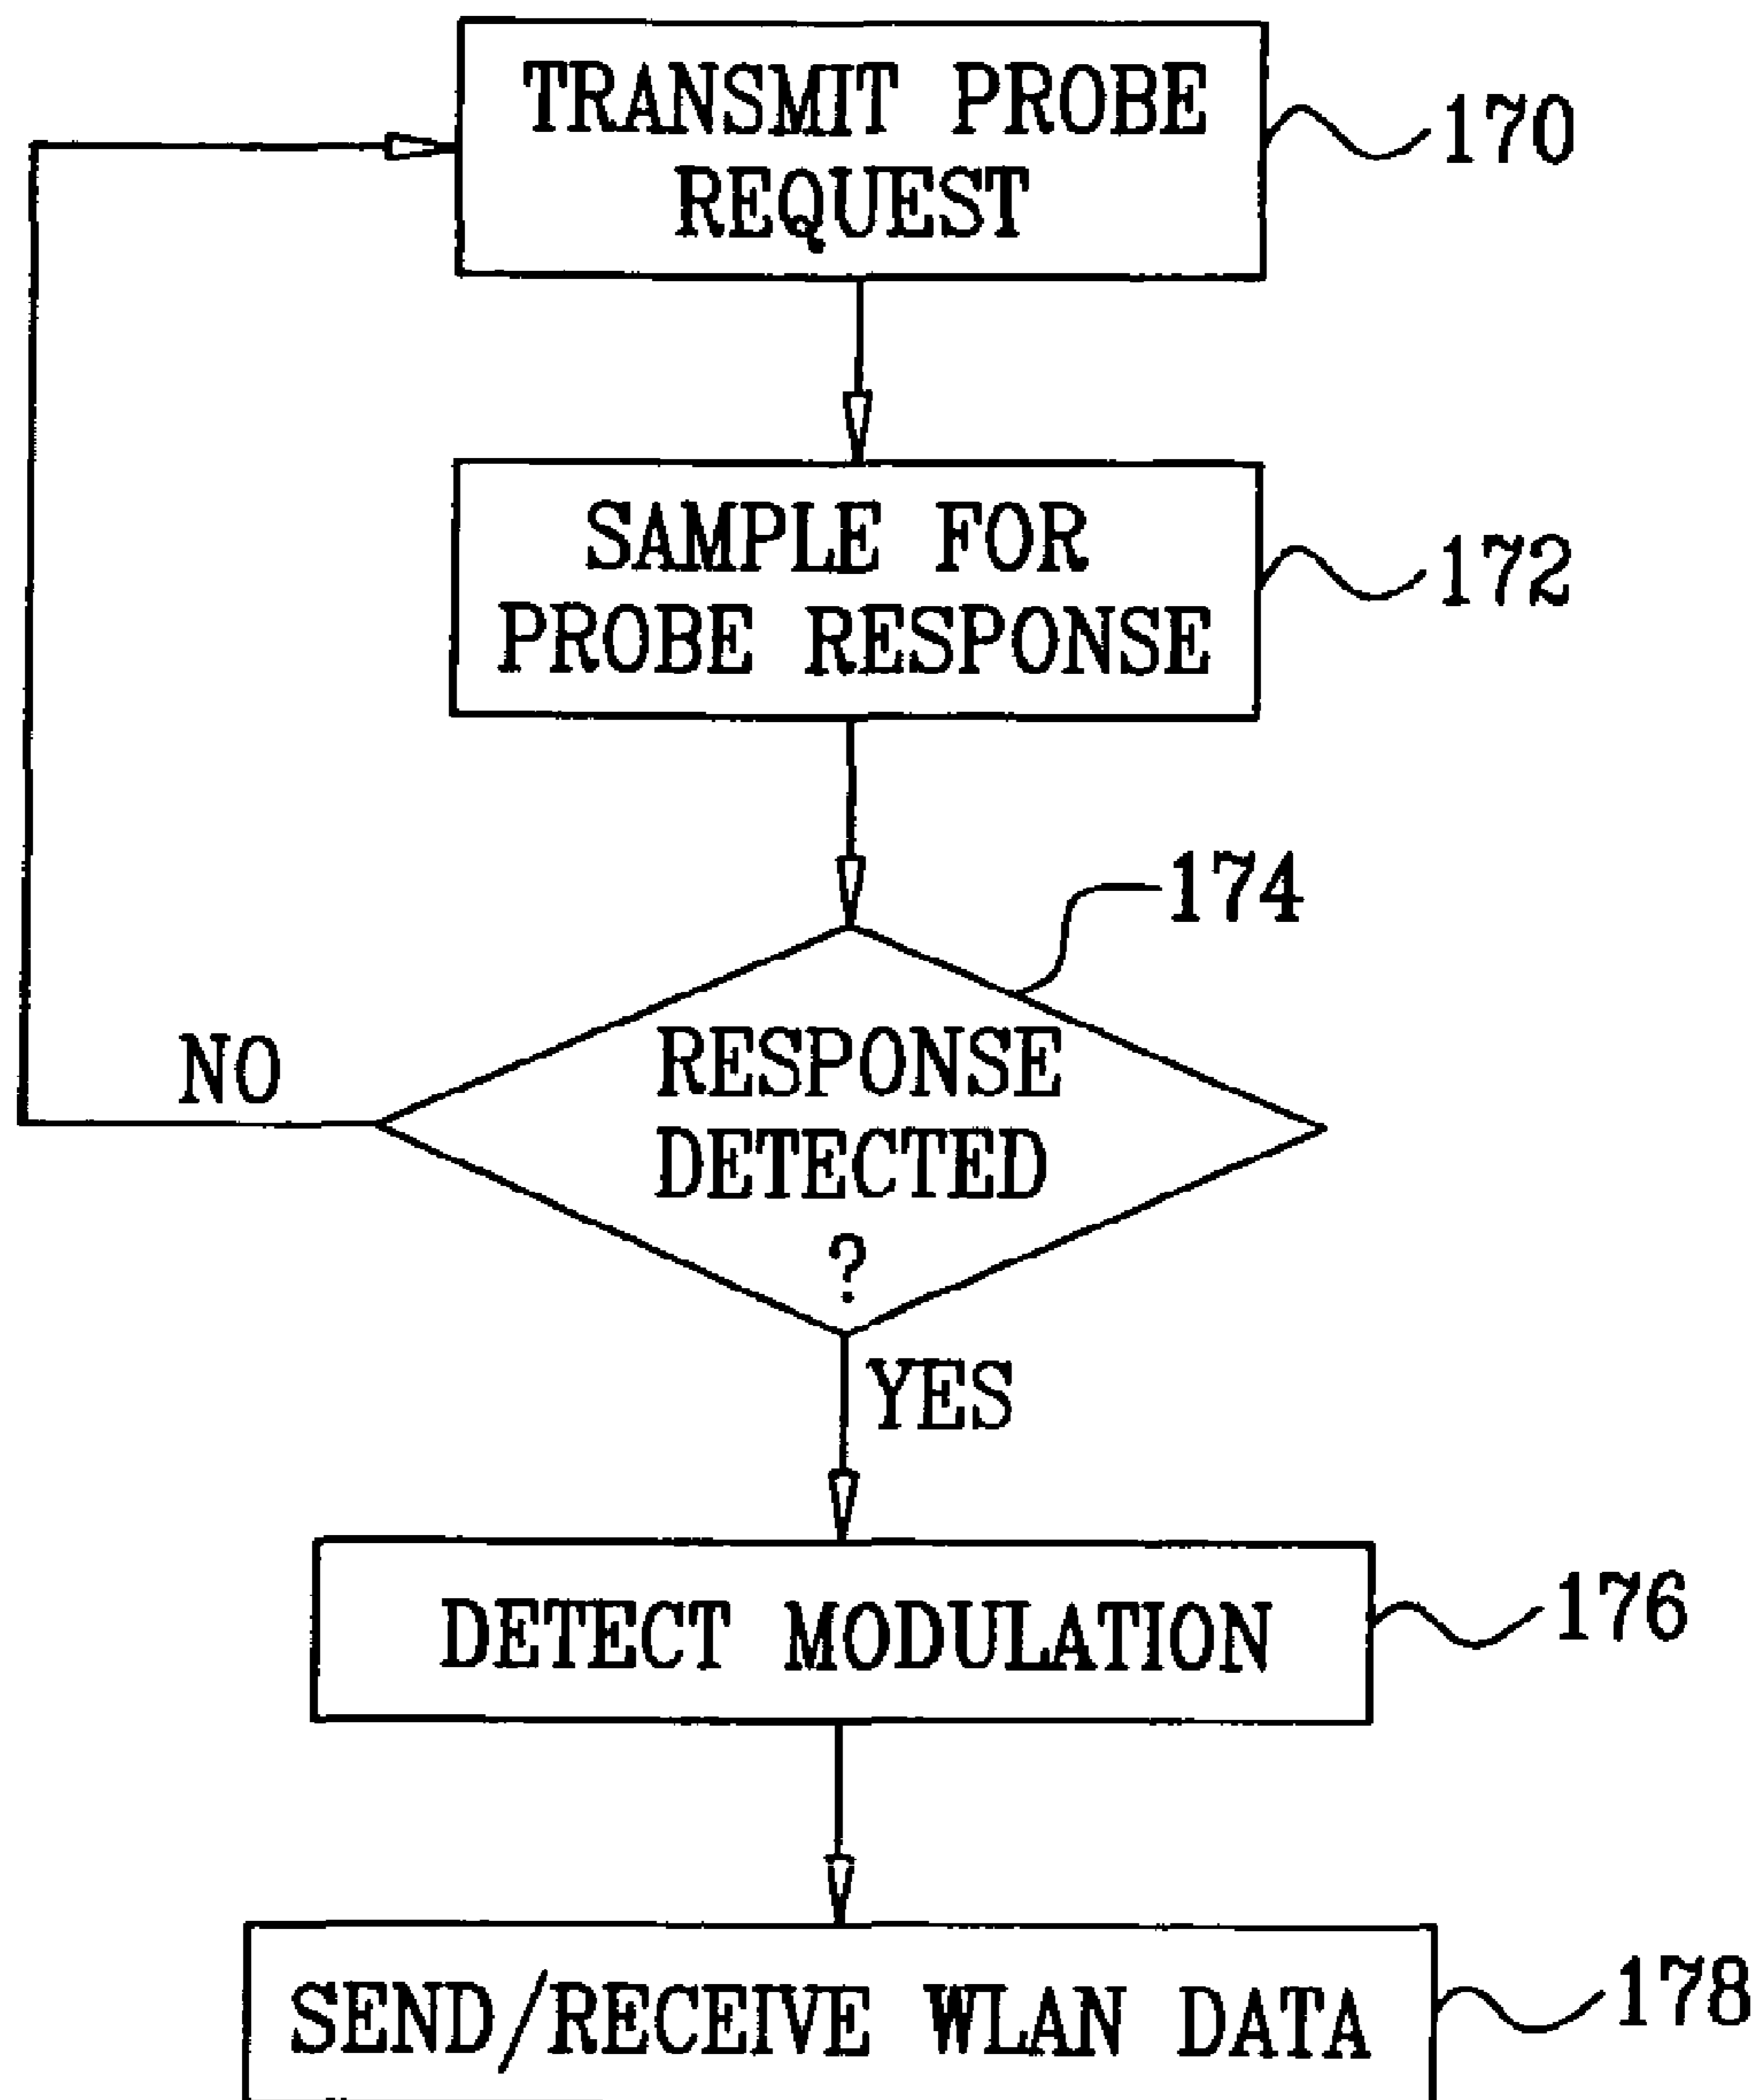 TRANSMIT PROBE
REQUEST
170
SAMPLE FOR
PROBE RESPONSE
172
174
RESPONSE
DETECTED
?
NO
YES
DETECT MODULATION
176
SEND/RECEIVE WLAN DATA
178